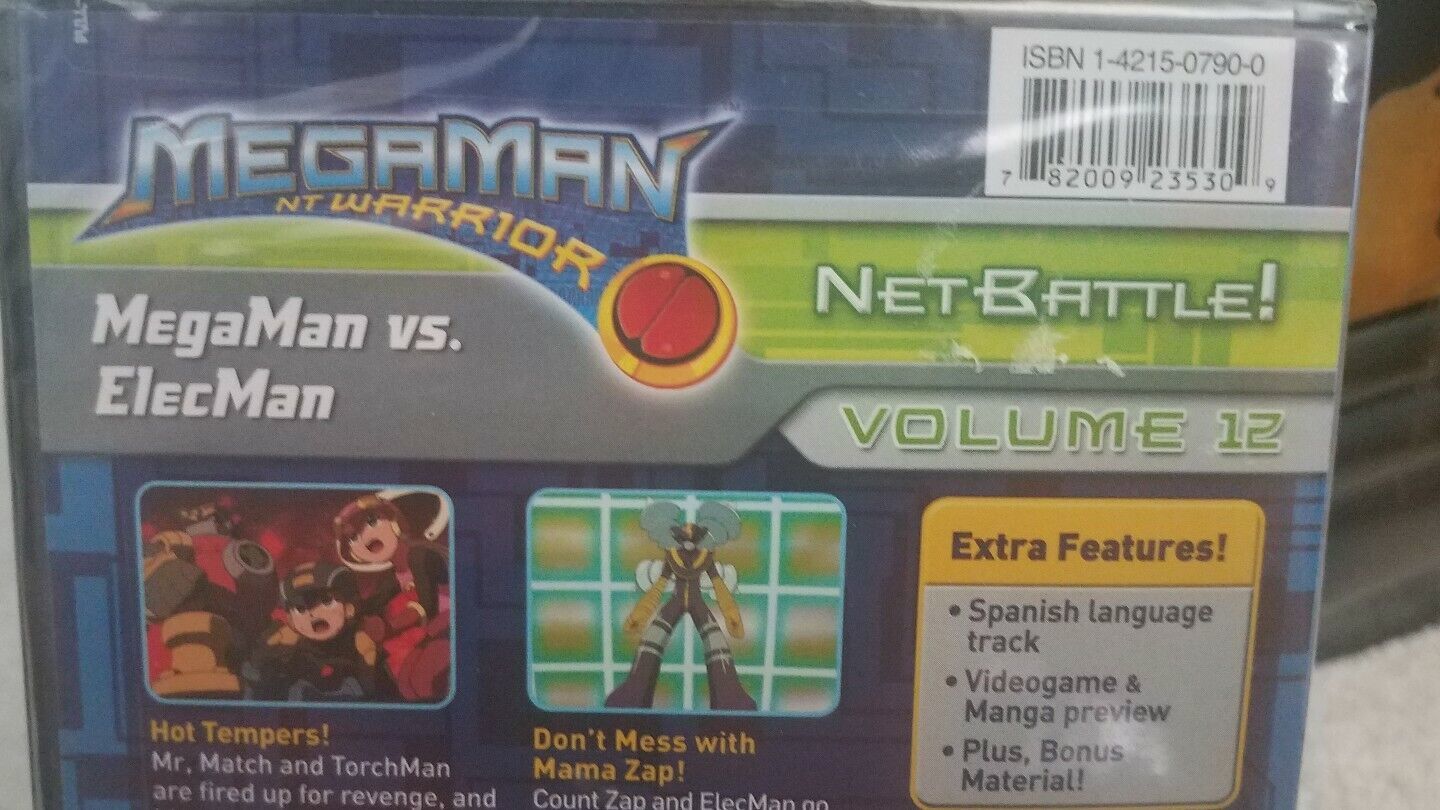 ISBN 1-4215-0790-0
7 82009 23530 9
MEGAMAN
NT WARRIOR
NETBATTLE!
MegaMan vs.
ElecMan
VOLUME 12
Extra Features!
• Spanish language
track
• Videogame &
Manga preview
• Plus, Bonus
Material!
Hot Tempers!
Mr. Match and TorchMan
are fired up for revenge, and
Don't Mess with
Mama Zap!
Count Zap and ElecMan go